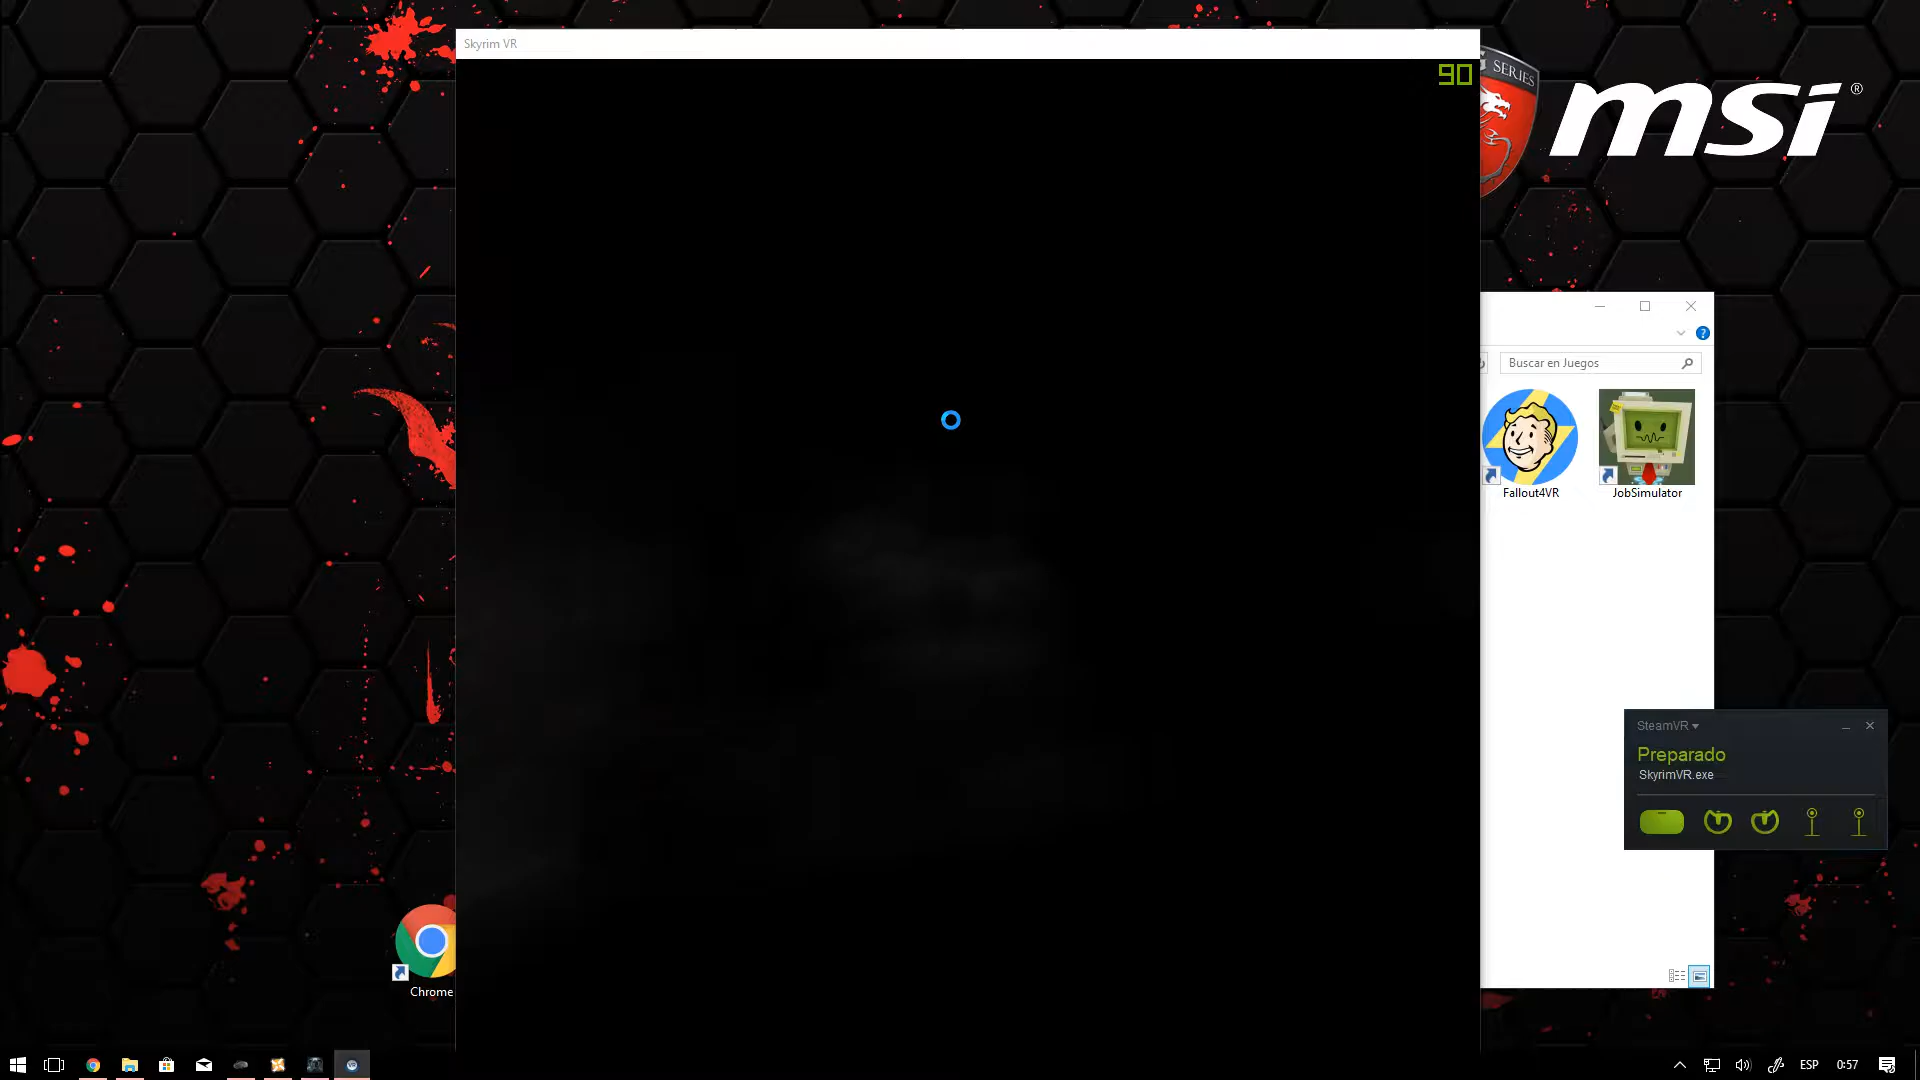 Skyrim VR
90
SERIES
msi ®
Buscar en Juegos
Fallout4VR
JobSimulator
SteamVR
Preparado
SkyrimVR.exe
Chrome
ESP
0:57